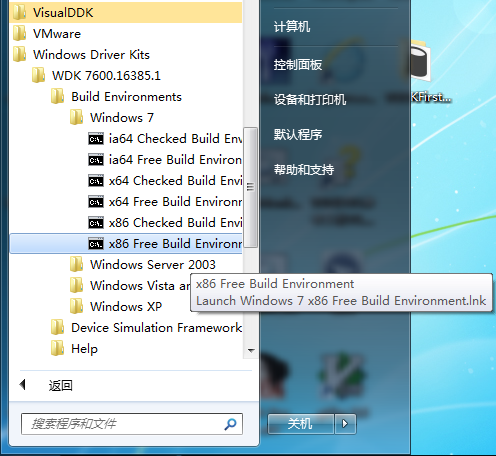 VisualDDK
VMware
Windows Driver Kits
WDK 7600.16385.1
Build Environments
Windows 7
ia64 Checked Build Env
ia64 Free Build Environ
x64 Checked Build Envi
x64 Free Build Environ
x86 Checked Build Envi
x86 Free Build Environr
Windows Server 2003
Windows Vista an
Windows XP
Device Simulation Framework
Help
返回
搜索程序和文件
计算机
控制面板
设备和打印机
默认程序
帮助和支持
关机
x86 Free Build Environment
Launch Windows 7 x86 Free Build Environment.lnk
KFirst...